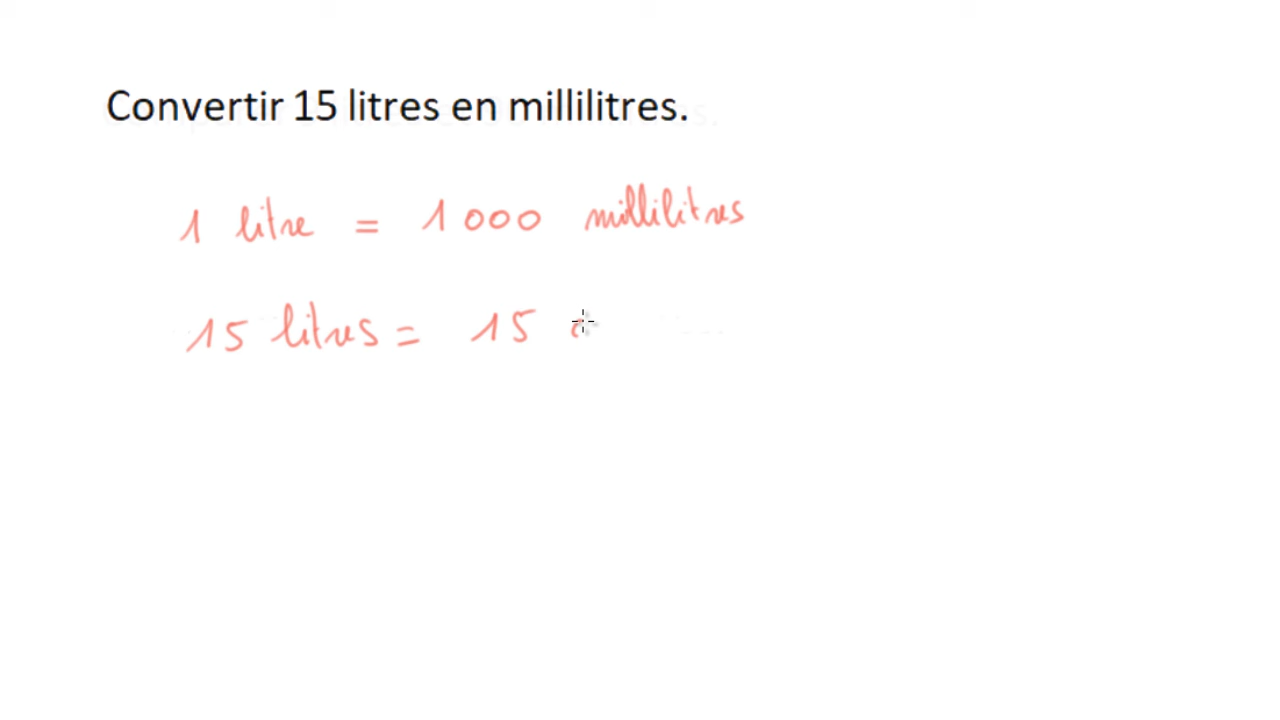 Convertir 15 litres en millilitres.
1 litre = 1 000 millilitres
15 litres = 15